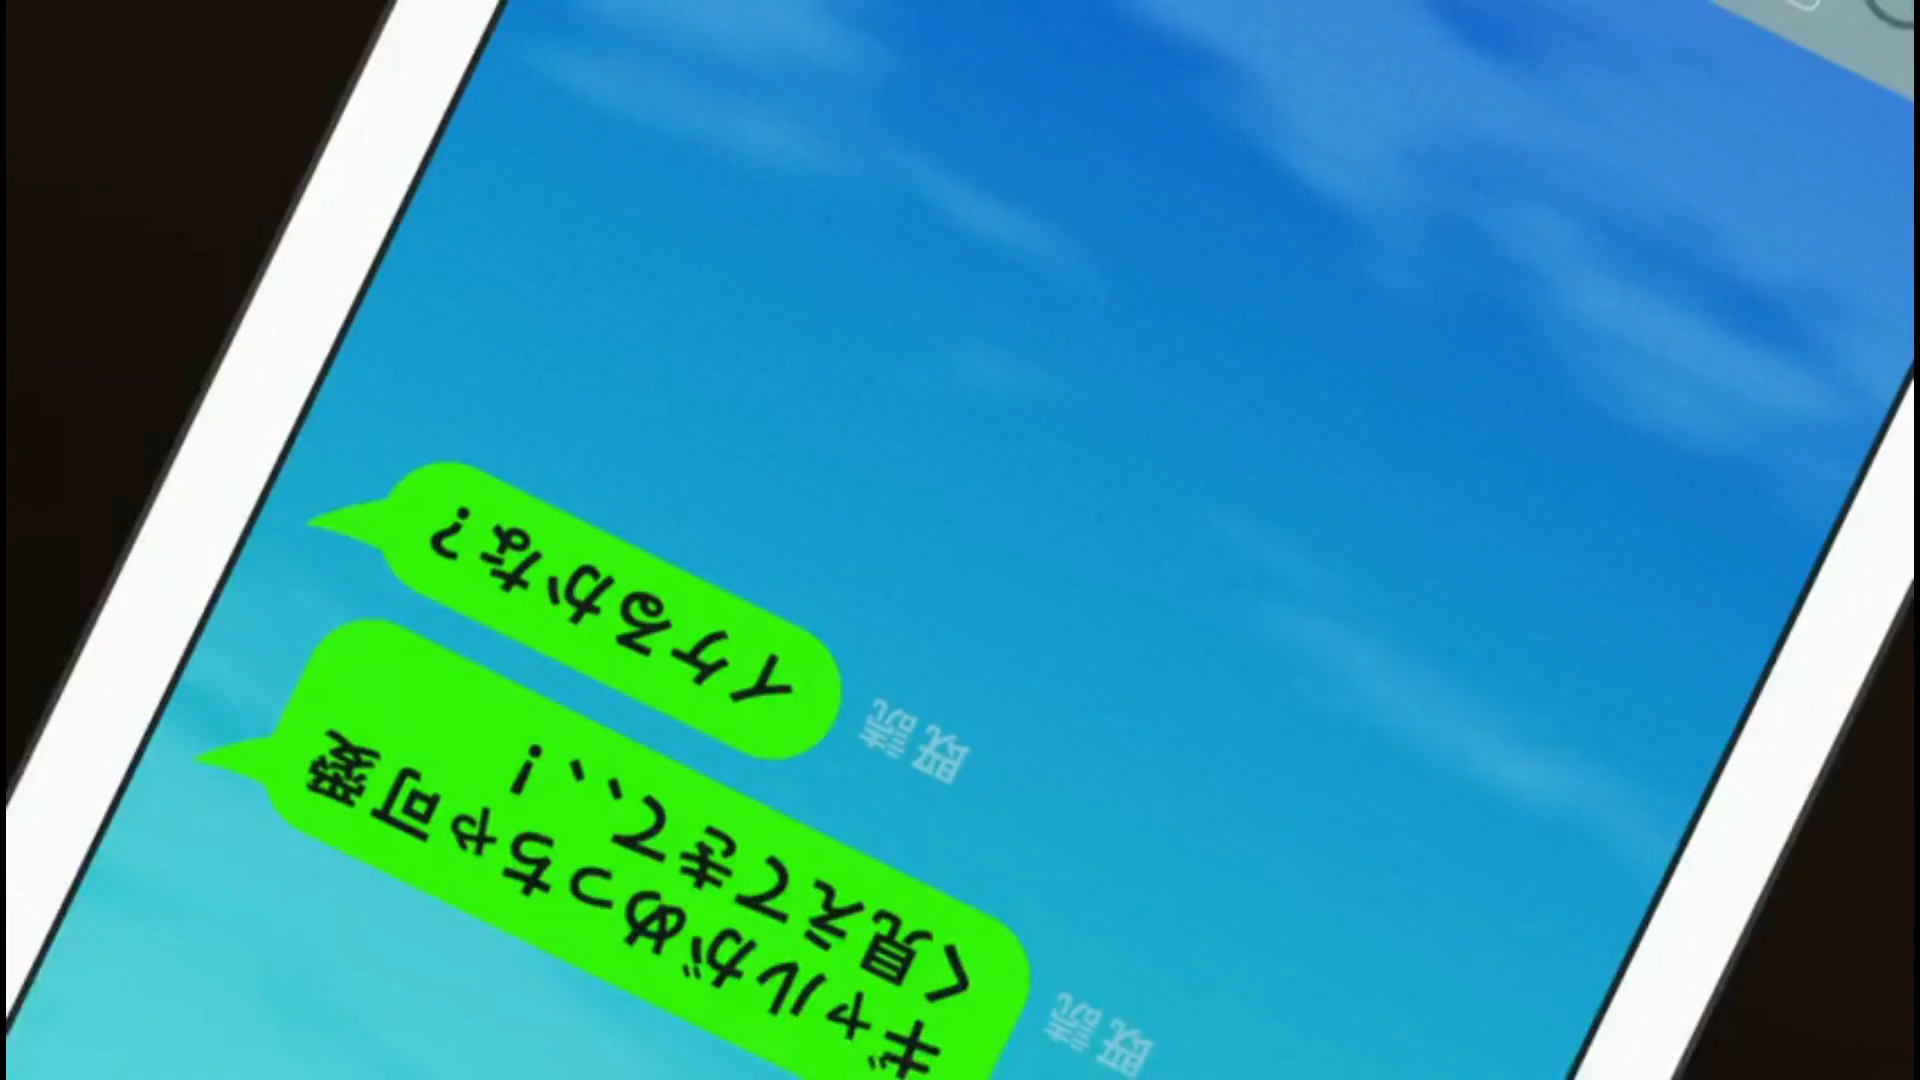 ギャルがめっちゃ可愛
く見えてきて、、!
既読
イケるかな?
既読